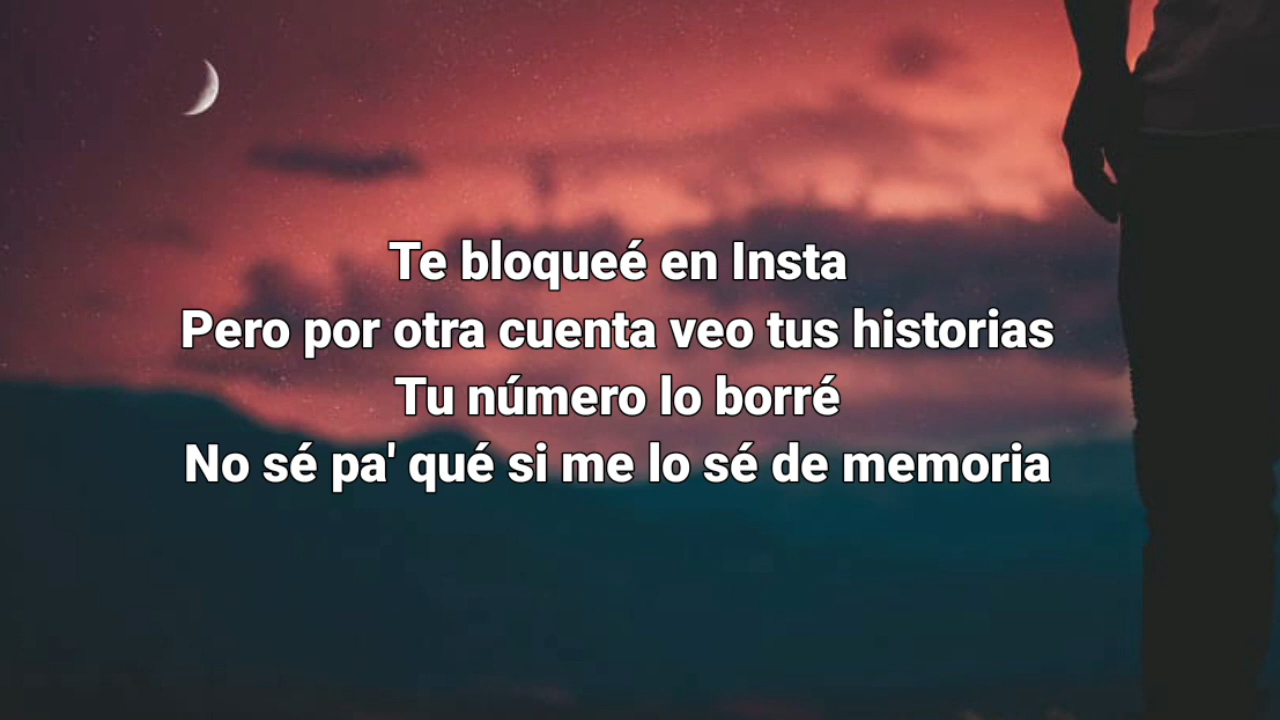 Te bloqueé en Insta
Pero por otra cuenta veo tus historias
Tu número lo borré
No sé pa' qué si me lo sé de memoria